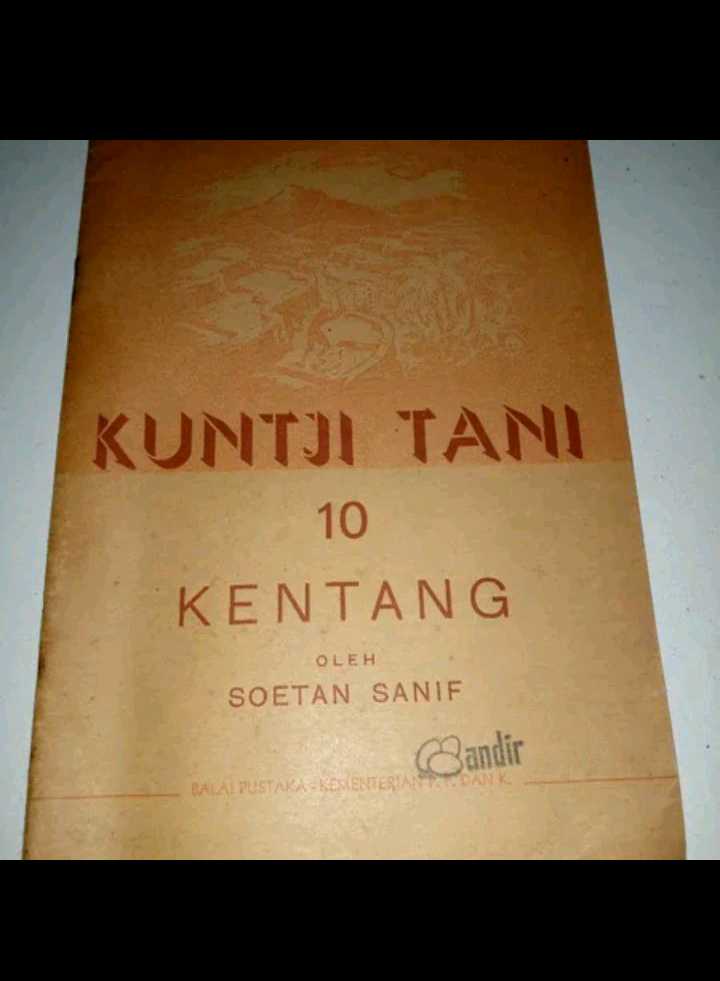 KUNTJI TANI
10
KENTANG
OLEH
SOETAN SANIF
Bandir
BALAI PUSTAKA - KEMENTERIAN P. P. DAN K.